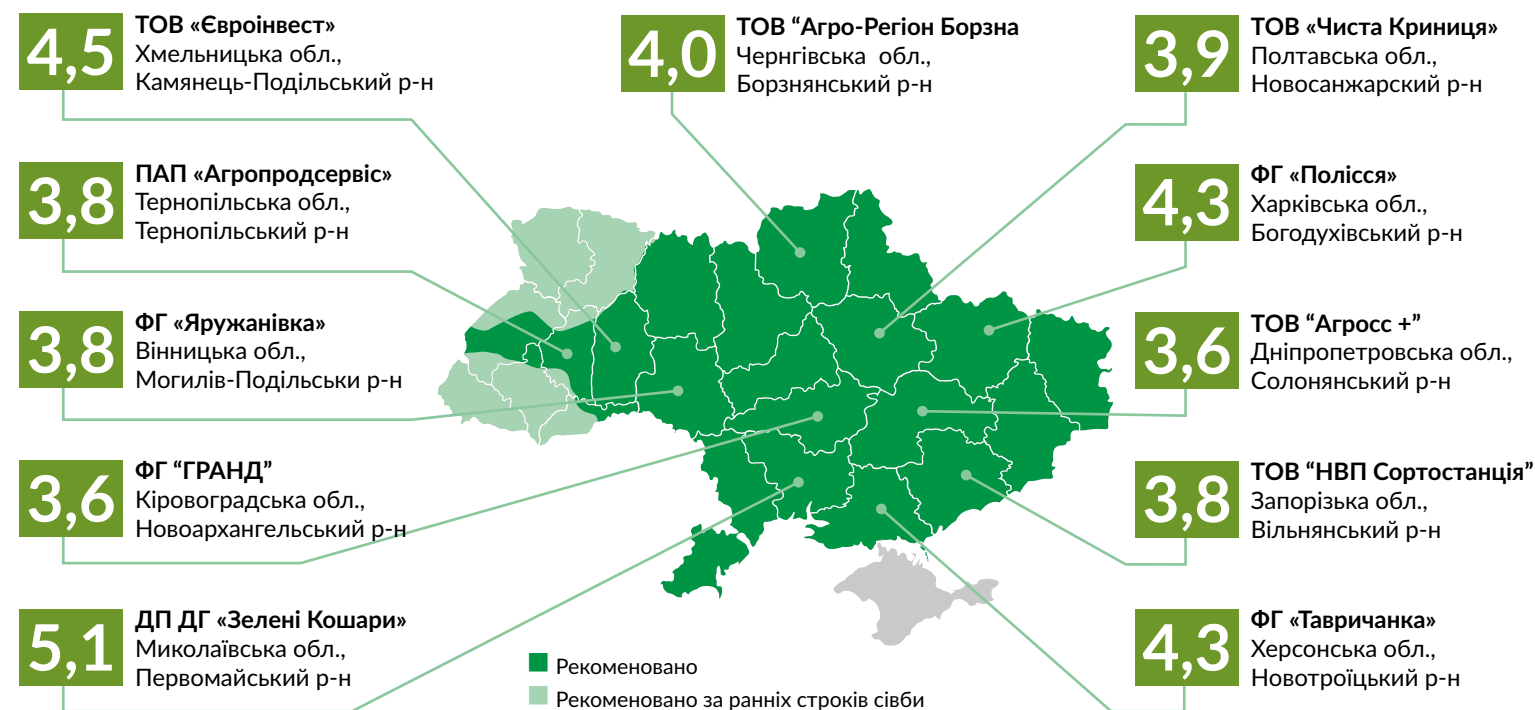 4,5
ТОВ «Євроінвест»
Хмельницька обл.,
Камянець-Подільський р-н
3,8
ПАП «Агропродсервіс»
Тернопільська обл.,
Тернопільський р-н
3,8
ФГ «Яружанівка»
Вінницька обл.,
Могилів-Подільськи р-н
3,6
ФГ “ГРАНД”
Кіровоградська обл.,
Новоархангельський р-н
5,1
ДП ДГ «Зелені Кошари»
Миколаївська обл.,
Первомайський р-н
4,0
ТОВ “Агро-Регіон Борзна
Чернгівська обл.,
Борзнянський р-н
3,9
ТОВ «Чиста Криниця»
Полтавська обл.,
Новосанжарский р-н
4,3
ФГ «Полісся»
Харківська обл.,
Богодухівський р-н
3,6
ТОВ “Агросс +”
Дніпропетровська обл.,
Солонянський р-н
3,8
ТОВ “НВП Сортостанція”
Запорізька обл.,
Вільнянський р-н
4,3
ФГ «Тавричанка»
Херсонська обл.,
Новотроїцький р-н
Рекоменовано
Рекоменовано за ранніх строків сівби